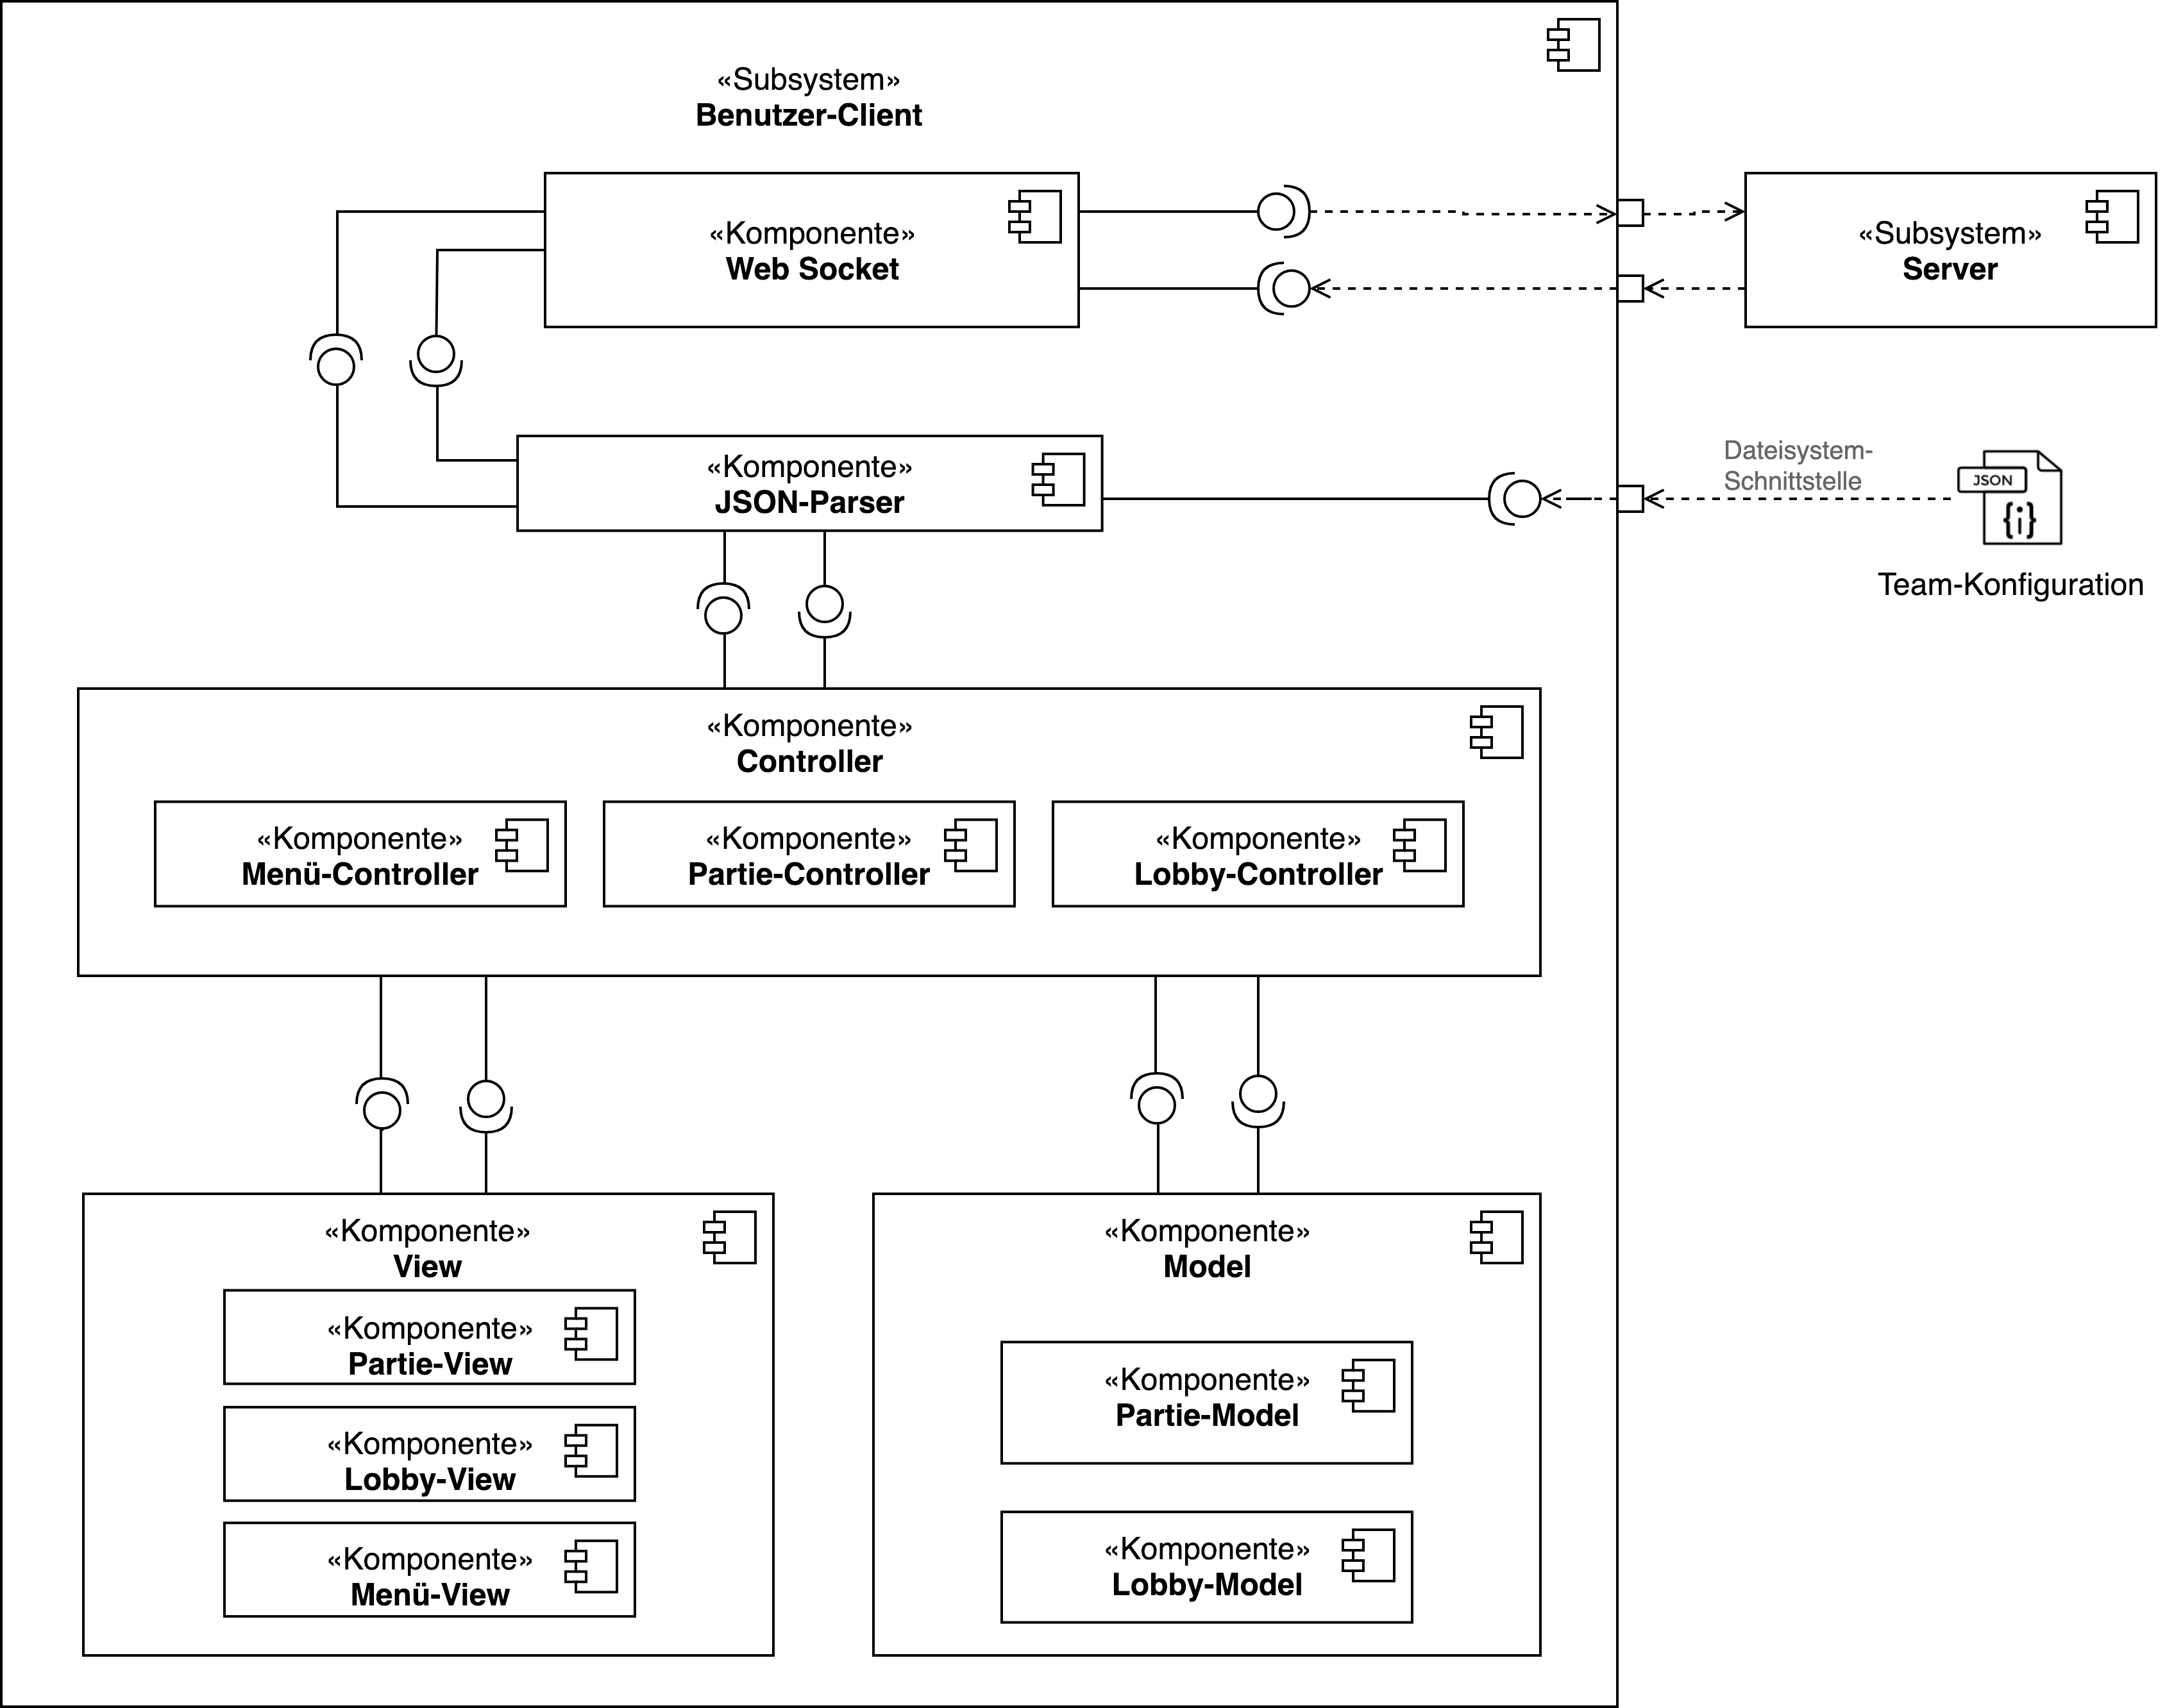 «Subsystem»
Benutzer-Client
«Komponente»
Web Socket
«Subsystem»
Server
«Komponente»
JSON-Parser
Dateisystem-
Schnittstelle
JSON
{i}
Team-Konfiguration
«Komponente»
Controller
«Komponente»
Menü-Controller
«Komponente»
Partie-Controller
«Komponente»
Lobby-Controller
«Komponente»
View
«Komponente»
Partie-View
«Komponente»
Lobby-View
«Komponente»
Menü-View
«Komponente»
Model
«Komponente»
Partie-Model
«Komponente»
Lobby-Model